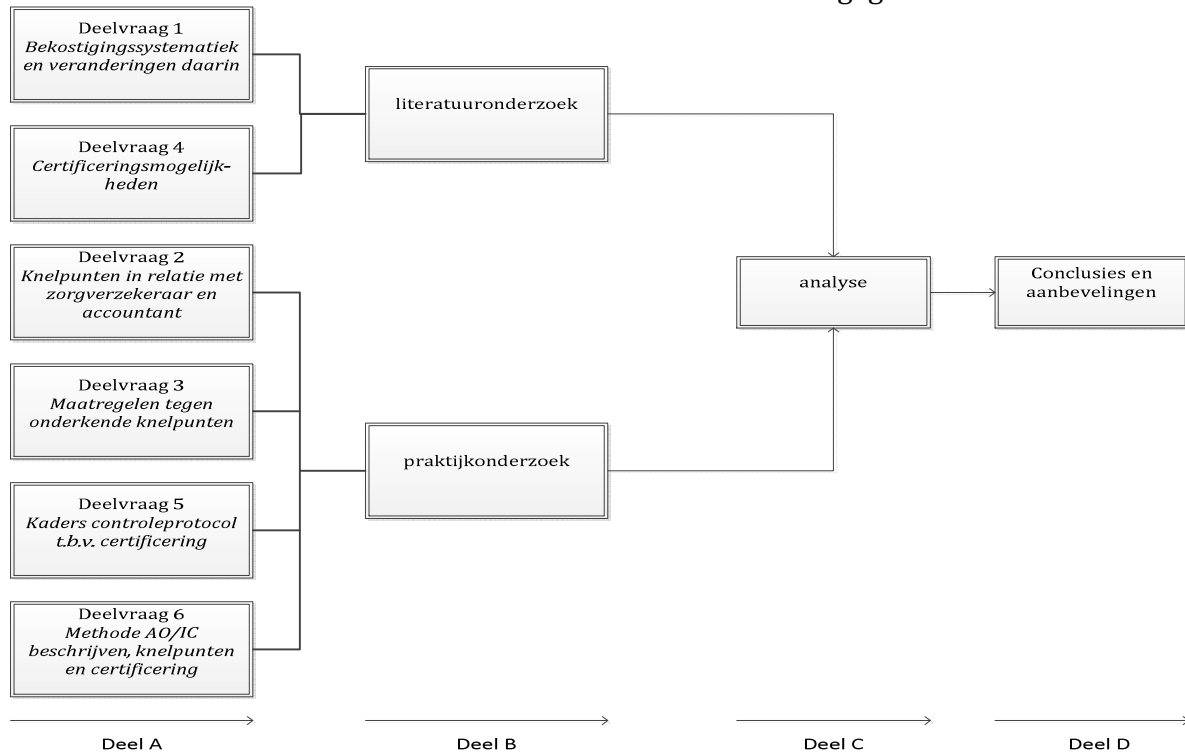 Deelvraag 1
Bekostigingssystematiek
en veranderingen daarin
literatuuronderzoek
Deelvraag 4
Certificeringsmogelijk-
heden
Deelvraag 2
Knelpunten in relatie met
zorgverzekeraar en
accountant
analyse
Conclusies en
aanbevelingen
Deelvraag 3
Maatregelen tegen
onderkende knelpunten
praktijkonderzoek
Deelvraag 5
Kaders controleprotocol
t.b.v. certificering
Deelvraag 6
Methode AO/IC
beschrijven, knelpunten
en certificering
Deel A
Deel B
Deel C
Deel D